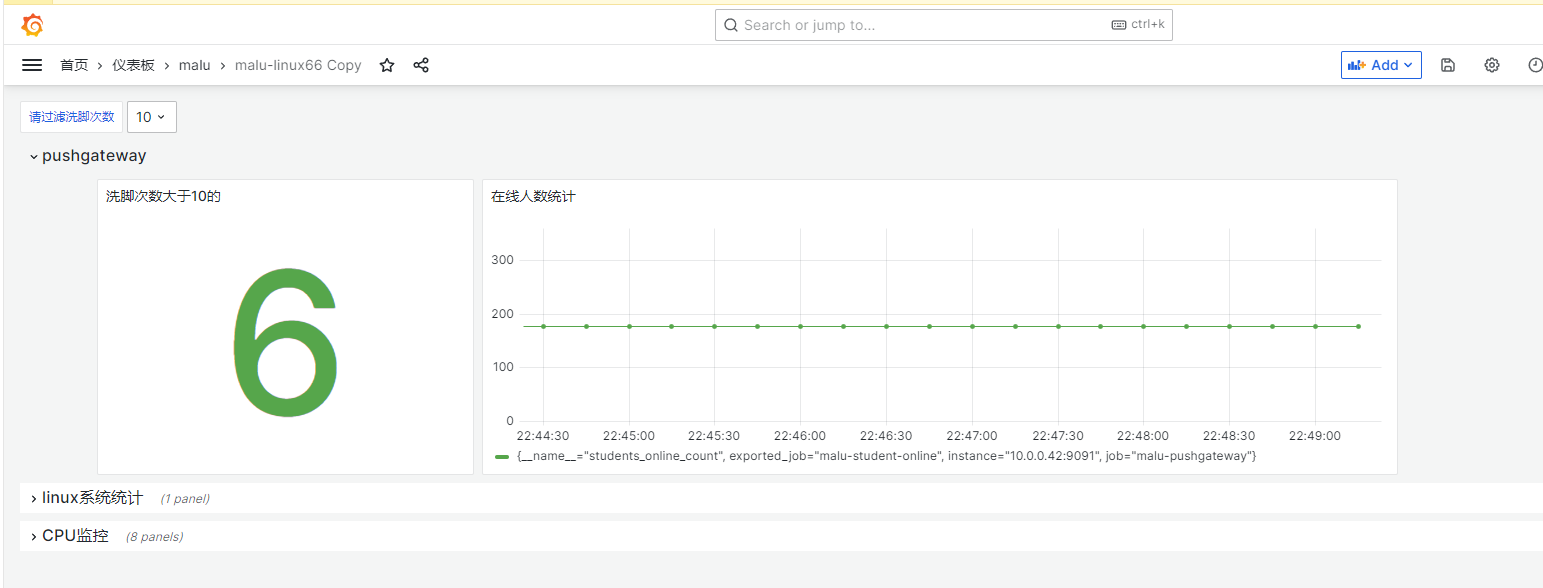 Search or jump to... ctrl+k
首页 › 仪表板 › malu › malu-linux66 Copy Add
请过滤洗脚次数 10
pushgateway
洗脚次数大于10的
6
在线人数统计
300
200
100
0
22:44:30 22:45:00 22:45:30 22:46:00 22:46:30 22:47:00 22:47:30 22:48:00 22:48:30 22:49:00
{__name__="students_online_count", exported_job="malu-student-online", instance="10.0.0.42:9091", job="malu-pushgateway"}
linux系统统计 (1 panel)
CPU监控 (8 panels)